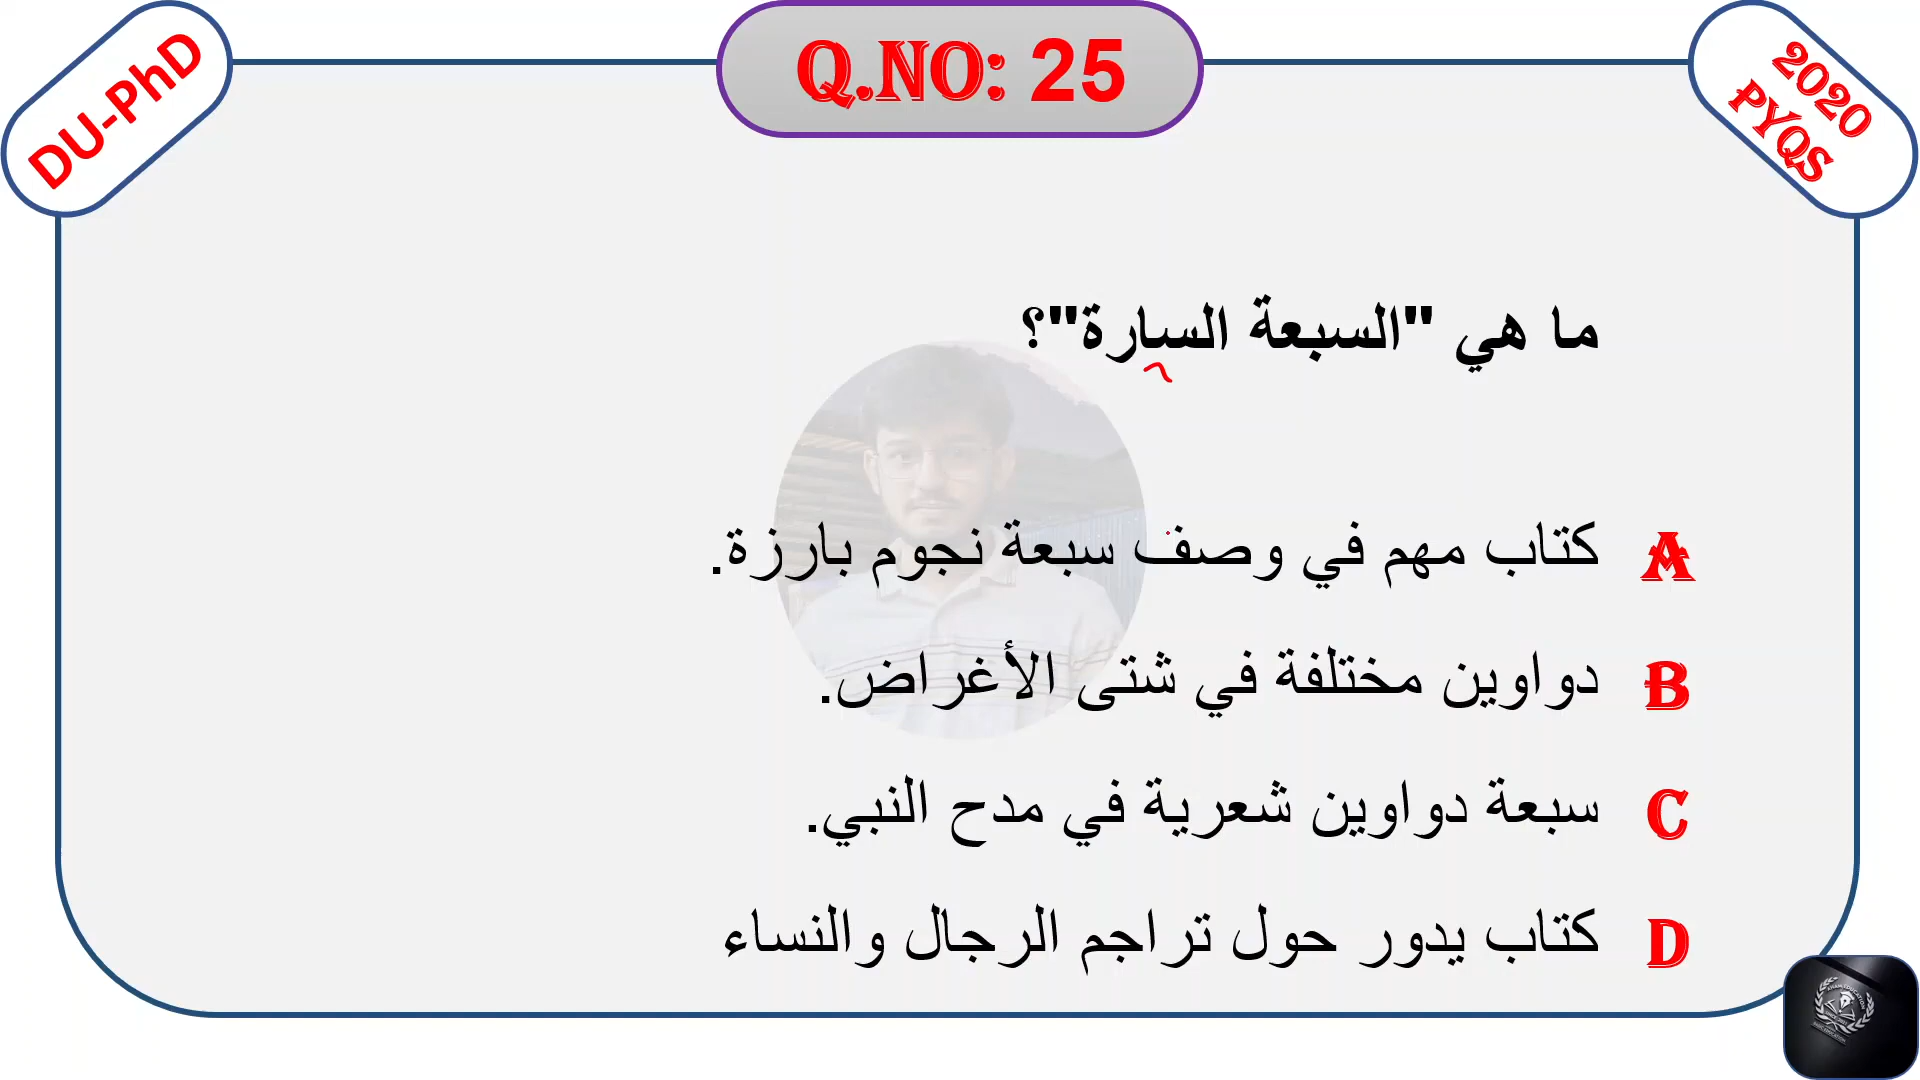 DU-PhD
Q.NO: 25
2020
PYQS
ما هي "السبعة السارة"؟
A كتاب مهم في وصف سبعة نجوم بارزة.
B دواوين مختلفة في شتى الأغراض.
C سبعة دواوين شعرية في مدح النبي.
D كتاب يدور حول تراجم الرجال والنساء